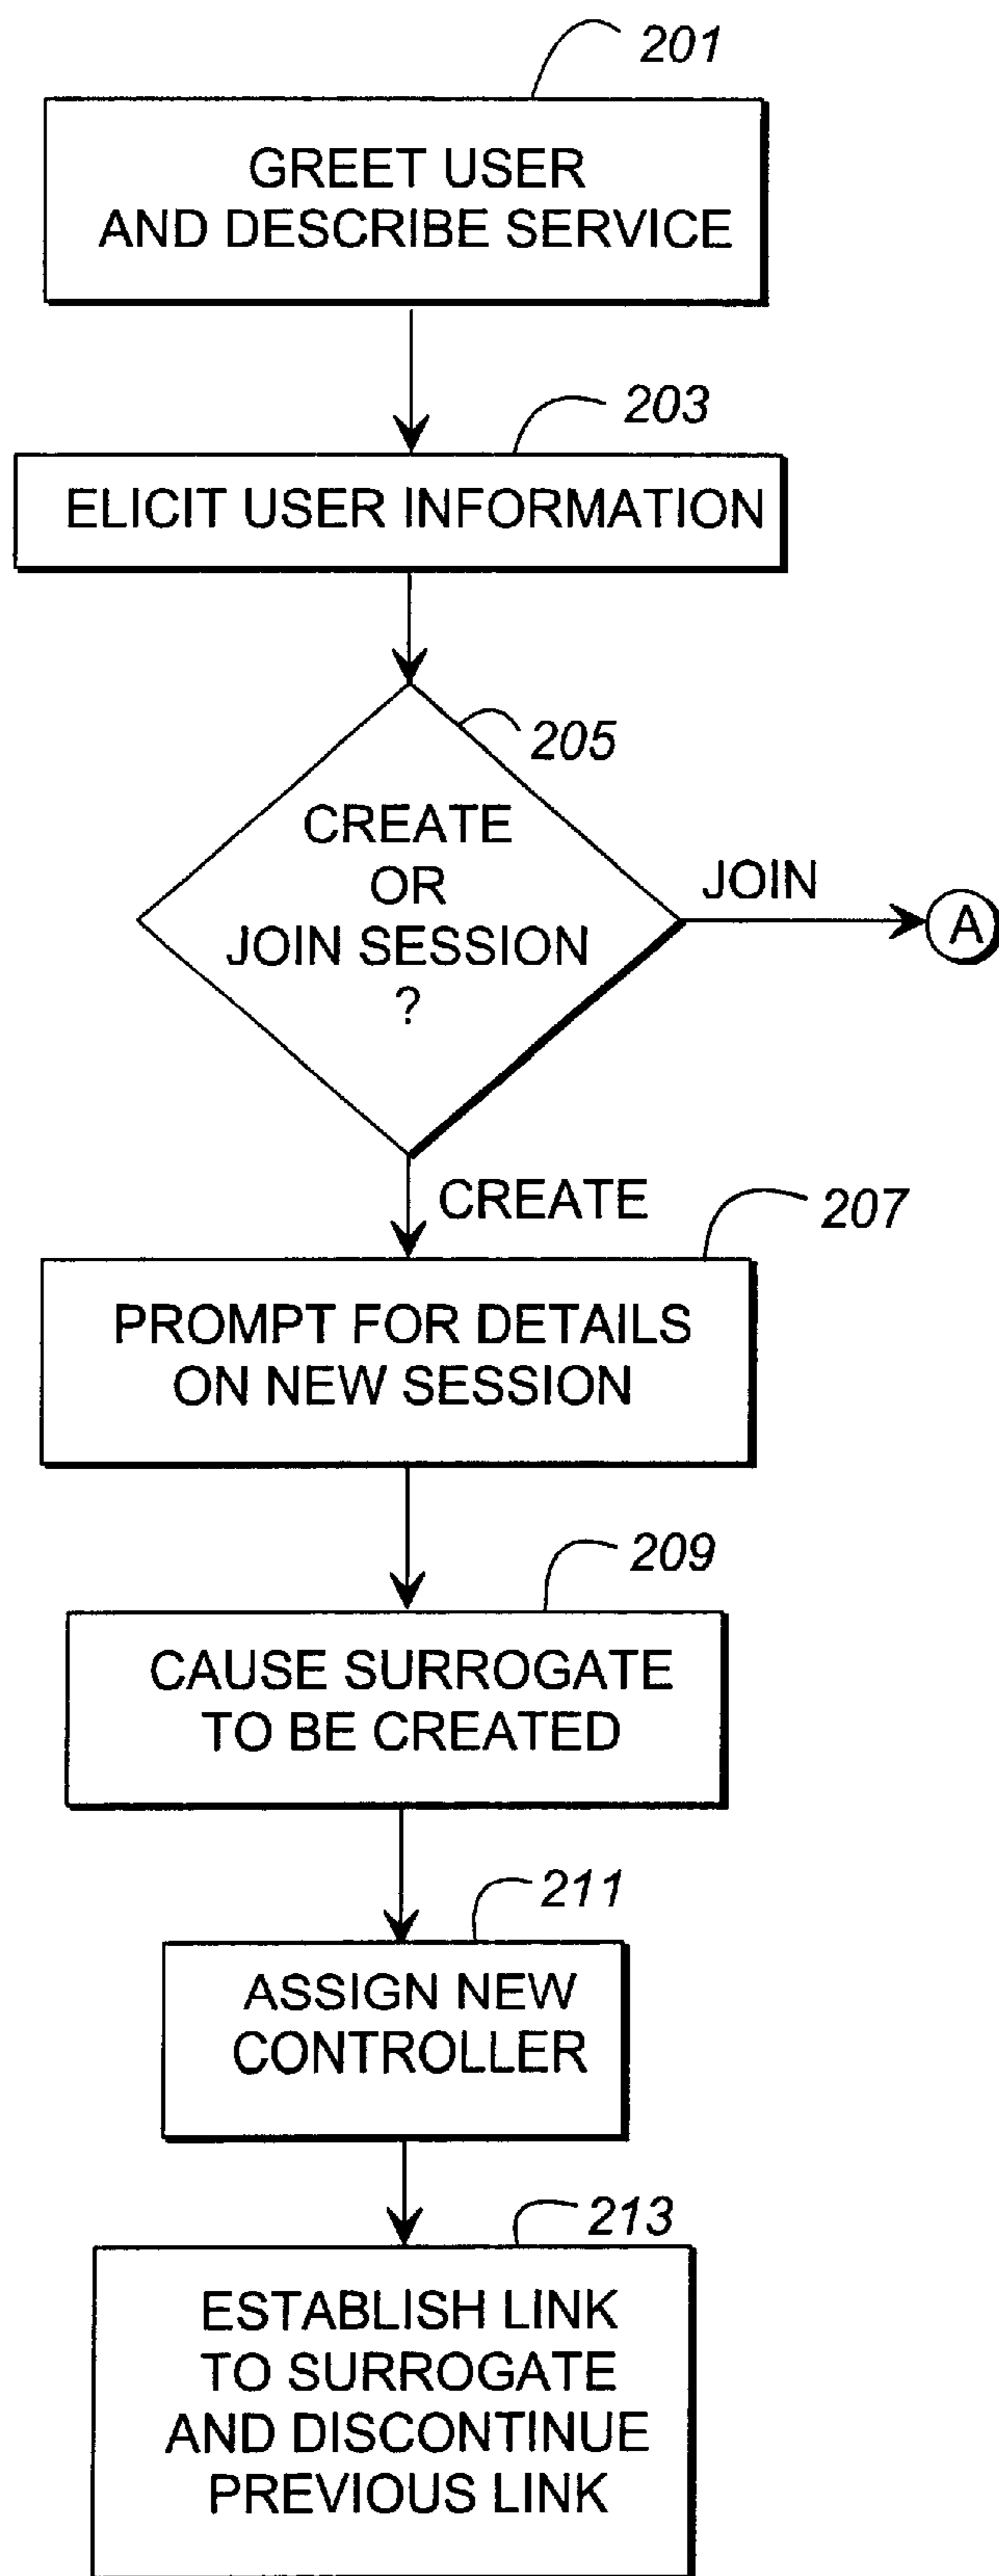 201
GREET USER
AND DESCRIBE SERVICE
203
ELICIT USER INFORMATION
205
CREATE
OR
JOIN SESSION
?
JOIN
A
CREATE
207
PROMPT FOR DETAILS
ON NEW SESSION
209
CAUSE SURROGATE
TO BE CREATED
211
ASSIGN NEW
CONTROLLER
213
ESTABLISH LINK
TO SURROGATE
AND DISCONTINUE
PREVIOUS LINK